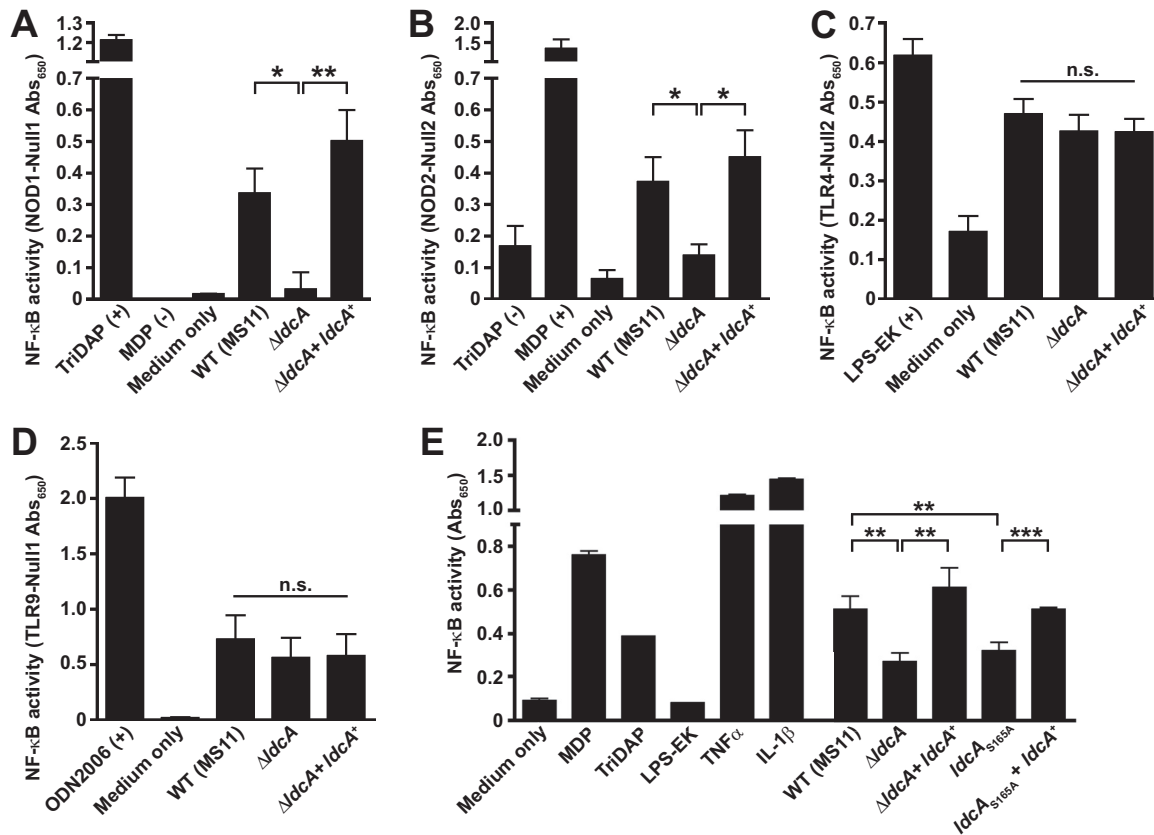 A
NF-κB activity (NOD1-Null1 Abs650)
1.3
1.2
0.7
0.6
0.5
0.4
0.3
0.2
0.1
0
*
**
TriDAP (+)
MDP (-)
Medium only
WT (MS11)
ΔldcA
ΔldcA+ ldcA+
B
NF-κB activity (NOD2-Null2 Abs650)
2.0
1.5
0.7
0.6
0.5
0.4
0.3
0.2
0.1
0
*
*
TriDAP (-)
MDP (+)
Medium only
WT (MS11)
ΔldcA
ΔldcA+ ldcA+
C
NF-κB activity (TLR4-Null2 Abs650)
0.7
0.6
0.5
0.4
0.3
0.2
0.1
0
n.s.
LPS-EK (+)
Medium only
WT (MS11)
ΔldcA
ΔldcA+ ldcA+
D
NF-κB activity (TLR9-Null1 Abs650)
2.5
2.0
1.5
1.0
0.5
0
n.s.
ODN2006 (+)
Medium only
WT (MS11)
ΔldcA
ΔldcA+ ldcA+
E
NF-κB activity (Abs650)
2.0
1.5
1.0
0.8
0.6
0.4
0.2
0
**
**
**
***
Medium only
MDP
TriDAP
LPS-EK
TNFα
IL-1β
WT (MS11)
ΔldcA
ΔldcA+ ldcA+
ldcAS165A
ldcAS165A + ldcA+